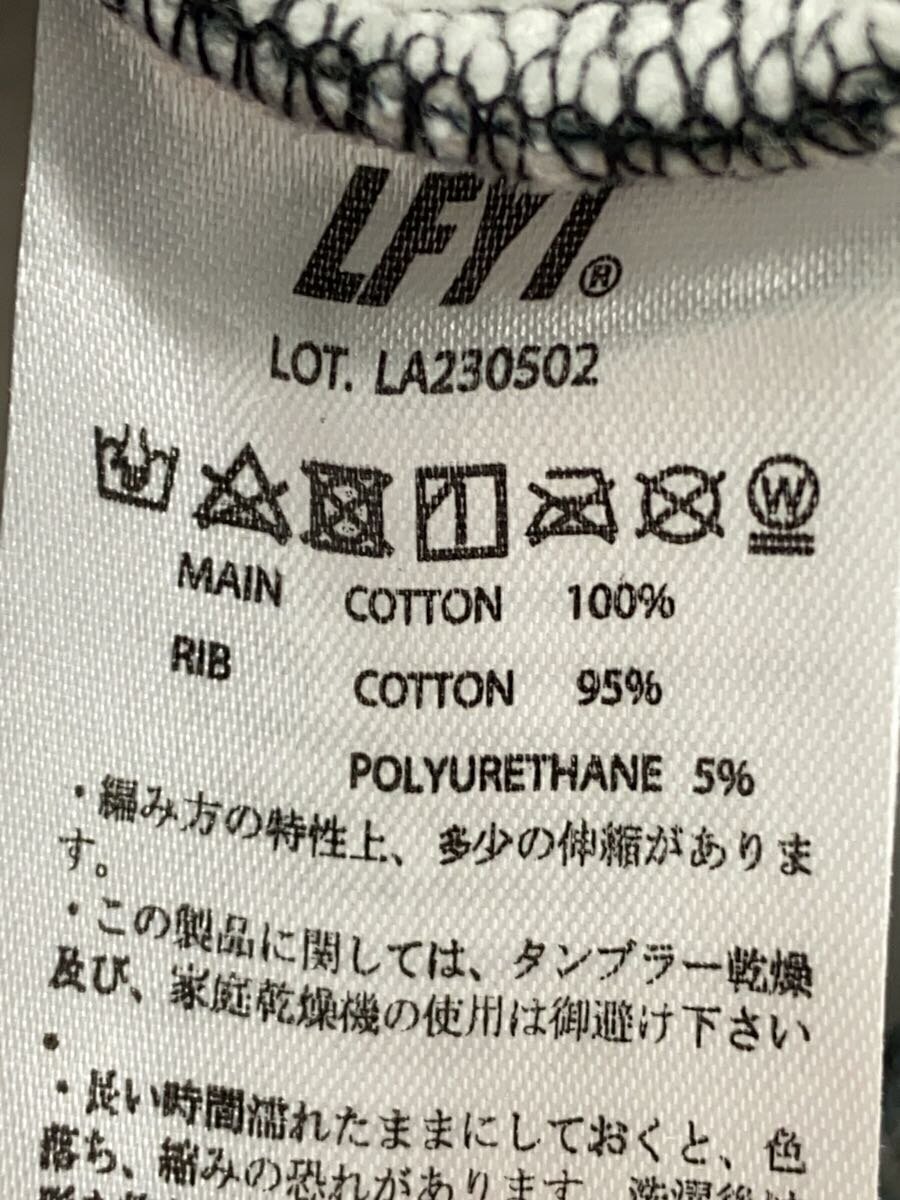 LFYT®
LOT. LA230502
W
MAIN COTTON 100%
RIB COTTON 95%
POLYURETHANE 5%
・編み方の特性上、多少の伸縮がありま
す。
・この製品に関しては、タンブラー乾燥
及び、家庭乾燥機の使用は御避け下さい
・
・長い時間濡れたままにしておくと、色
落ち、縮みの恐れがあります